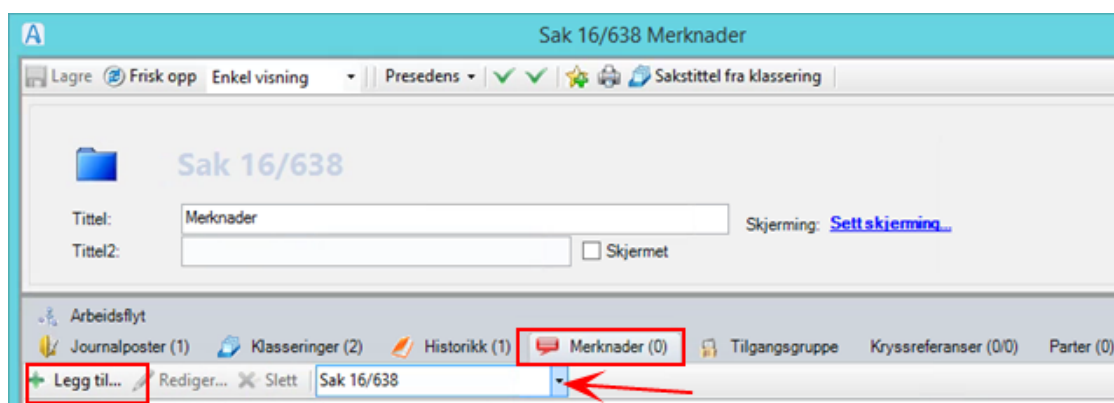 A Sak 16/638 Merknader
Lagre Frisk opp Enkel visning Presedens Sakstittel fra klassering
Sak 16/638
Tittel: Merknader Skjerming: Sett skjerming...
Tittel2: Skjermet
Arbeidsflyt
Journalposter (1) Klasseringer (2) Historikk (1) Merknader (0) Tilgangsgruppe Kryssreferanser (0/0) Parter (0)
Legg til... Rediger... Slett Sak 16/638